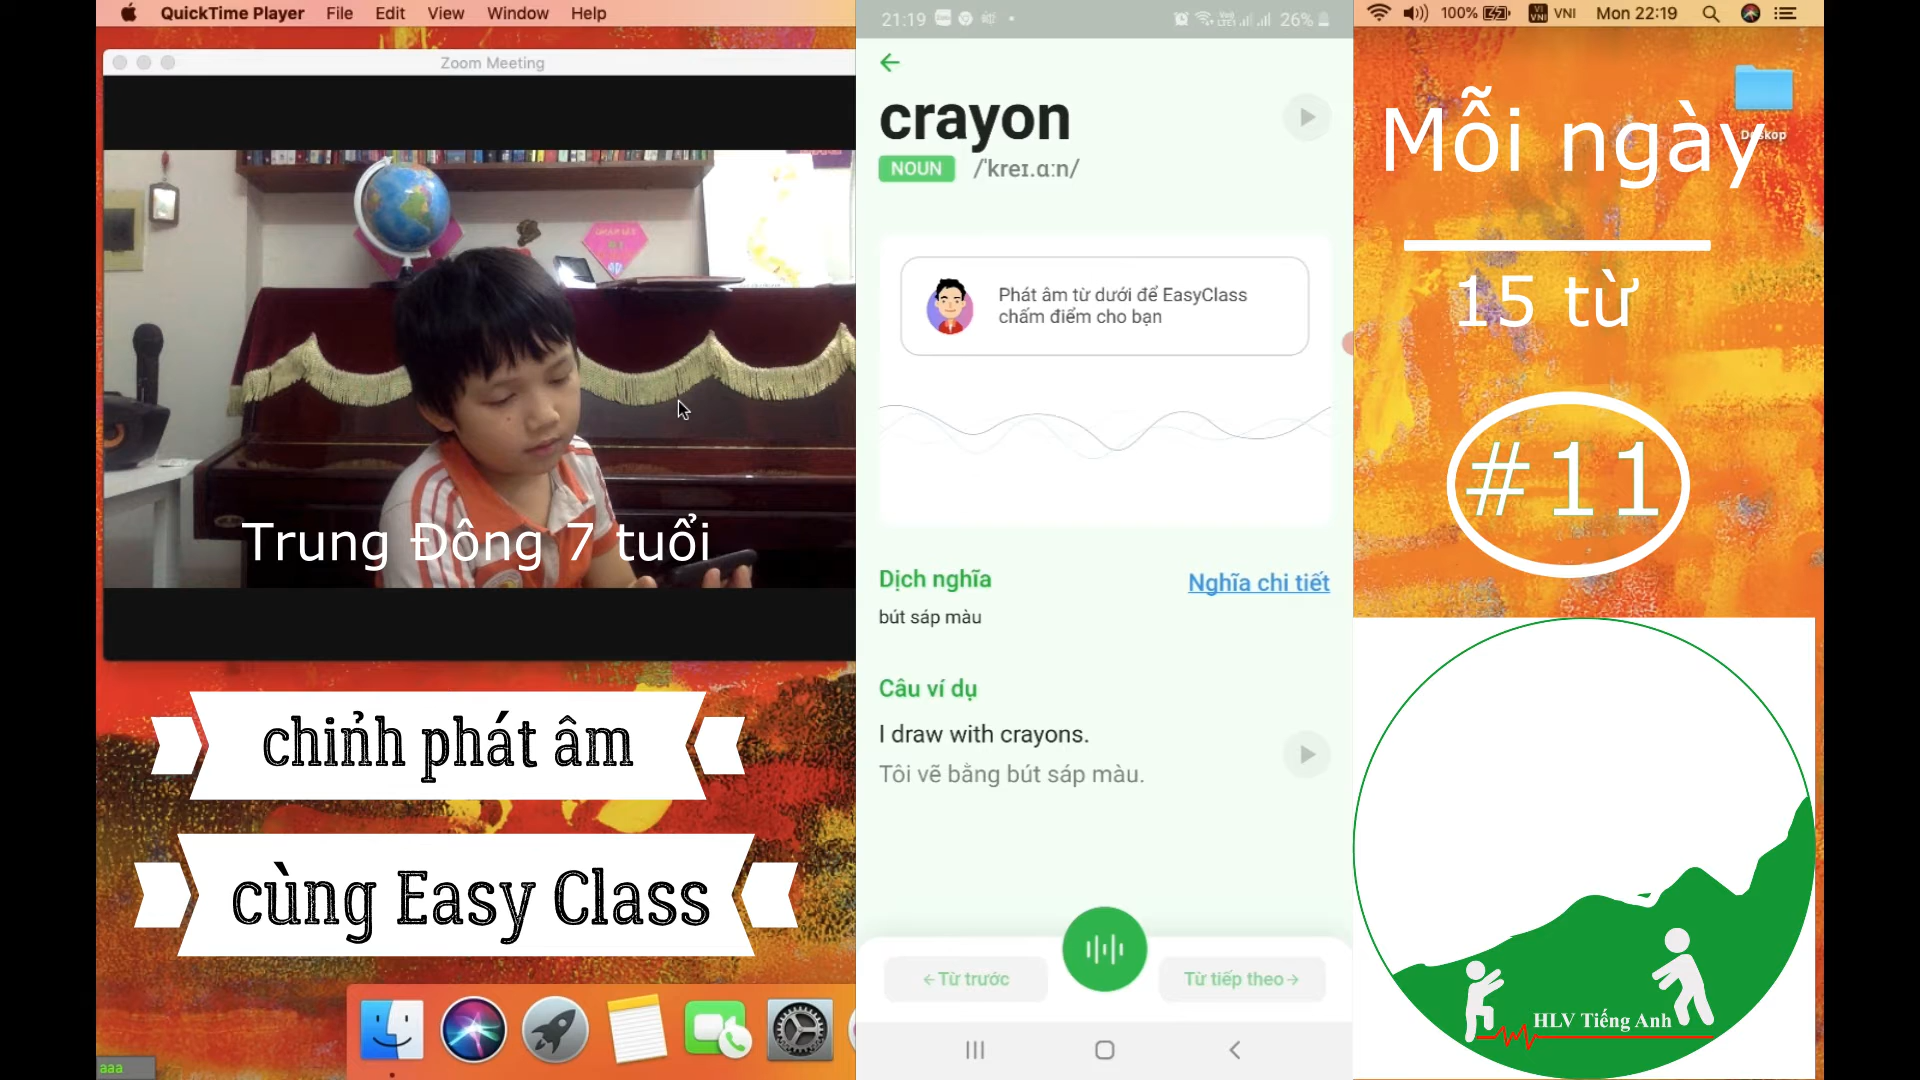 QuickTime Player File Edit View Window Help
Zoom Meeting
Trung Đông 7 tuổi
chỉnh phát âm
cùng Easy Class
aaa
21:19
26%
crayon
NOUN /ˈkreɪ.ɑːn/
Phát âm từ dưới để EasyClass
chấm điểm cho bạn
Dịch nghĩa
Nghĩa chi tiết
bút sáp màu
Câu ví dụ
I draw with crayons.
Tôi vẽ bằng bút sáp màu.
←Từ trước
Từ tiếp theo→
100% VNI Mon 22:19
Mỗi ngày
15 từ
#11
HLV Tiếng Anh